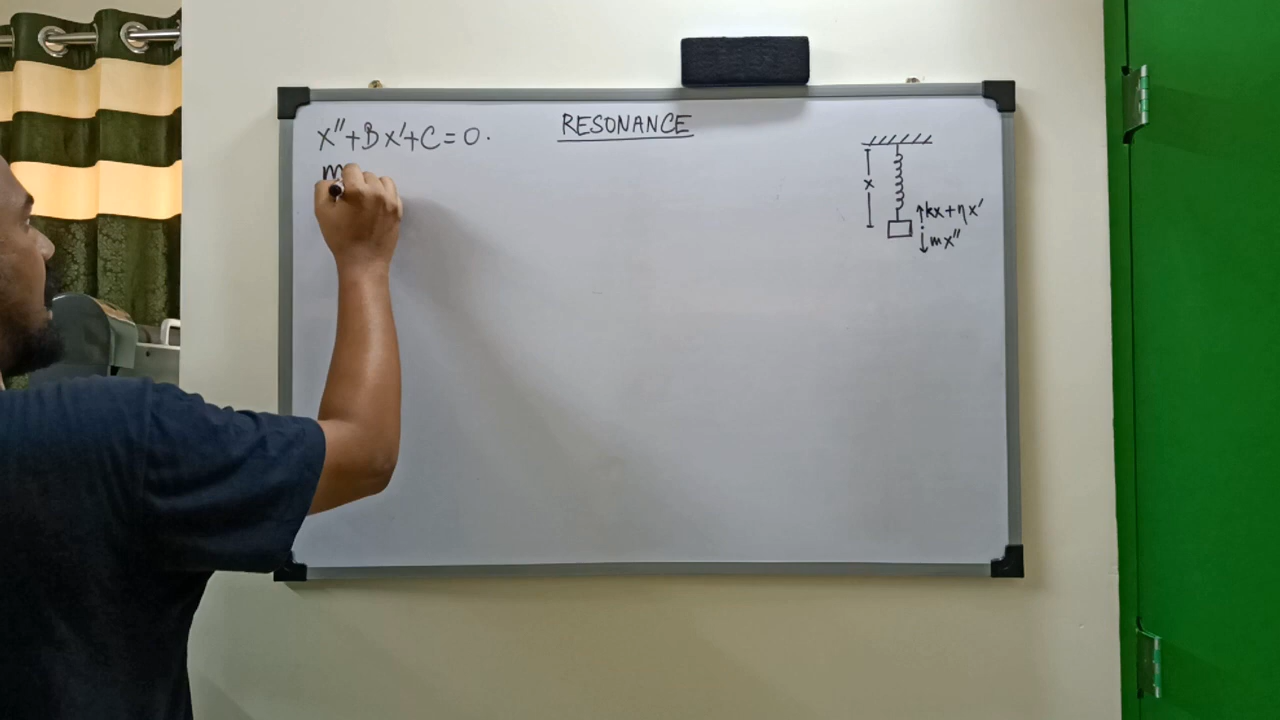 RESONANCE
x''+Bx'+C=0.
m
x
↑kx+ηx'
↓mx''